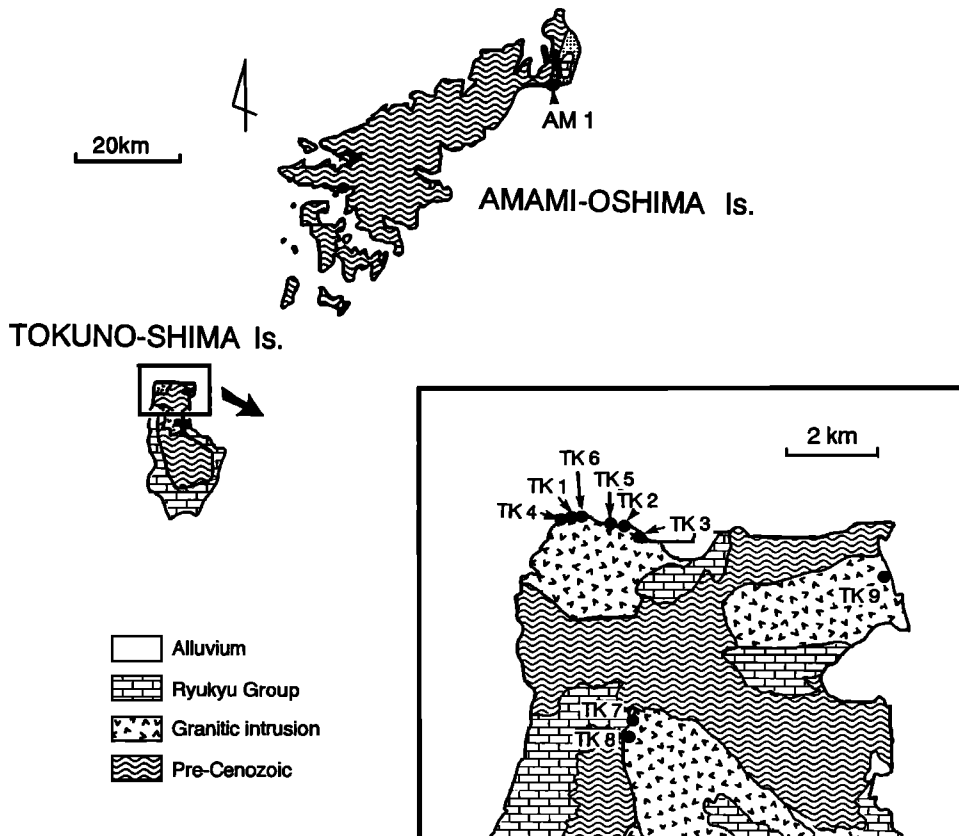 AM 1
20km
AMAMI-OSHIMA Is.
TOKUNO-SHIMA Is.
2 km
TK 6
TK 1
TK 5
TK 4
TK 2
TK 3
TK 9
TK 7
TK 8
Alluvium
Ryukyu Group
Granitic intrusion
Pre-Cenozoic